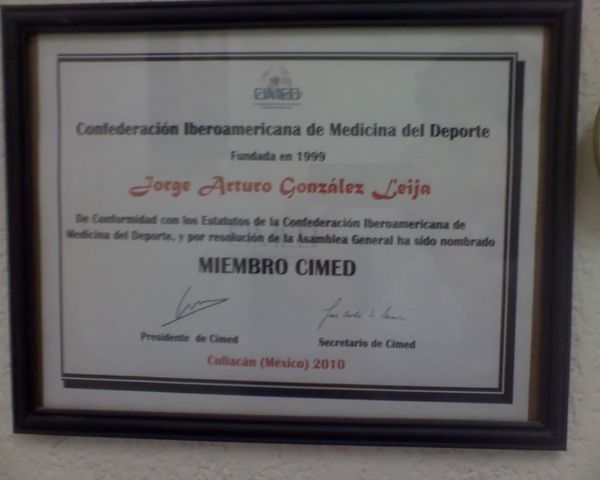 CIMED
Confederación Iberoamericana de Medicina del Deporte
Fundada en 1999
Jorge Arturo González Leija
De Conformidad con los Estatutos de la Confederación Iberoamericana de
Medicina del Deporte, y por resolución de la Asamblea General ha sido nombrado
MIEMBRO CIMED
Presidente de Cimed
Secretario de Cimed
Culiacán (México) 2010